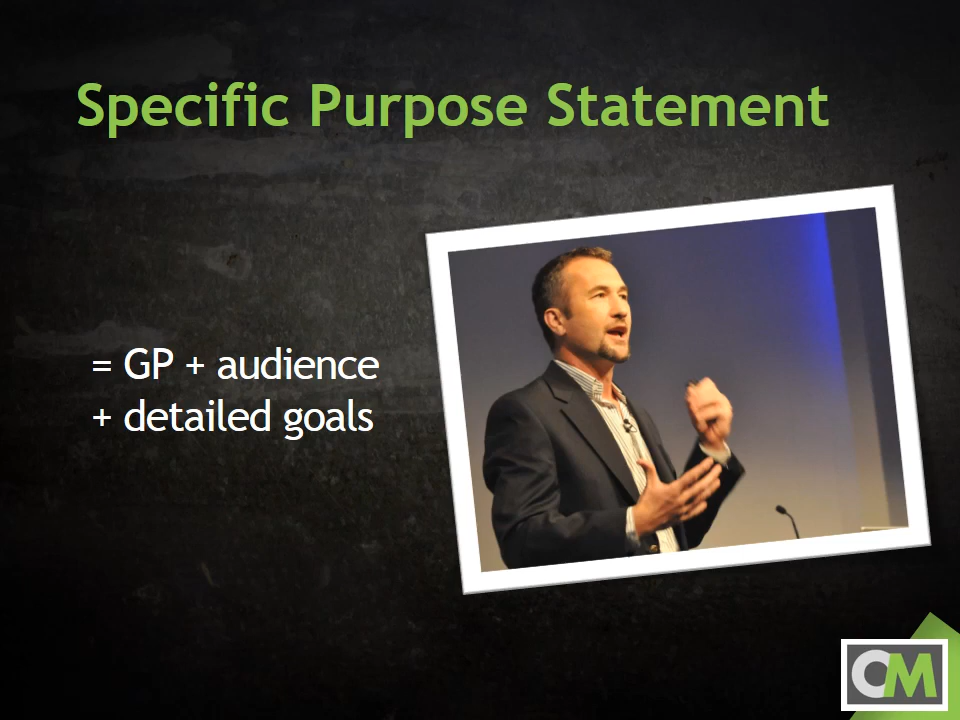 Specific Purpose Statement
= GP + audience
+ detailed goals
CM